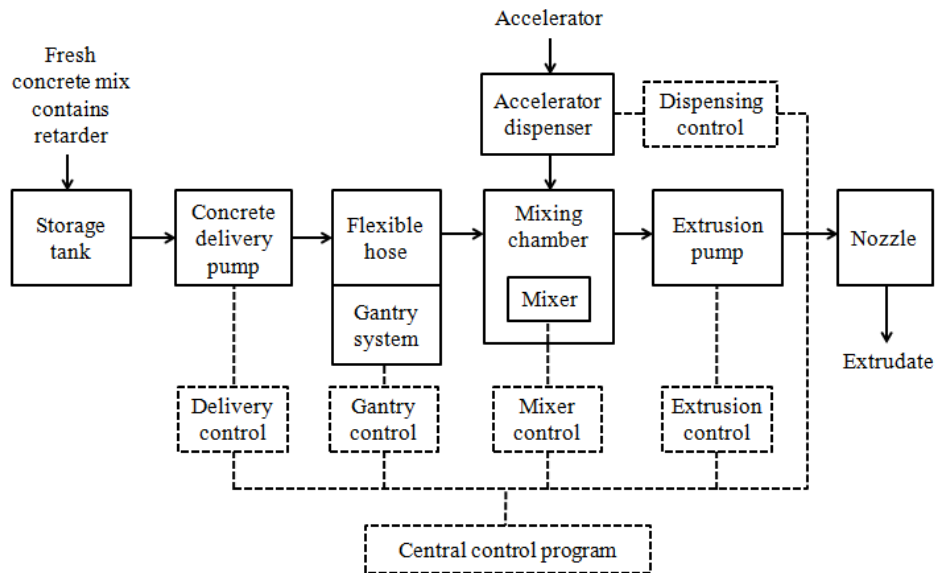 Accelerator
Fresh
concrete mix
contains
retarder
Accelerator
dispenser
Dispensing
control
Storage
tank
Concrete
delivery
pump
Flexible
hose
Gantry
system
Mixing
chamber
Mixer
Extrusion
pump
Nozzle
Extrudate
Delivery
control
Gantry
control
Mixer
control
Extrusion
control
Central control program